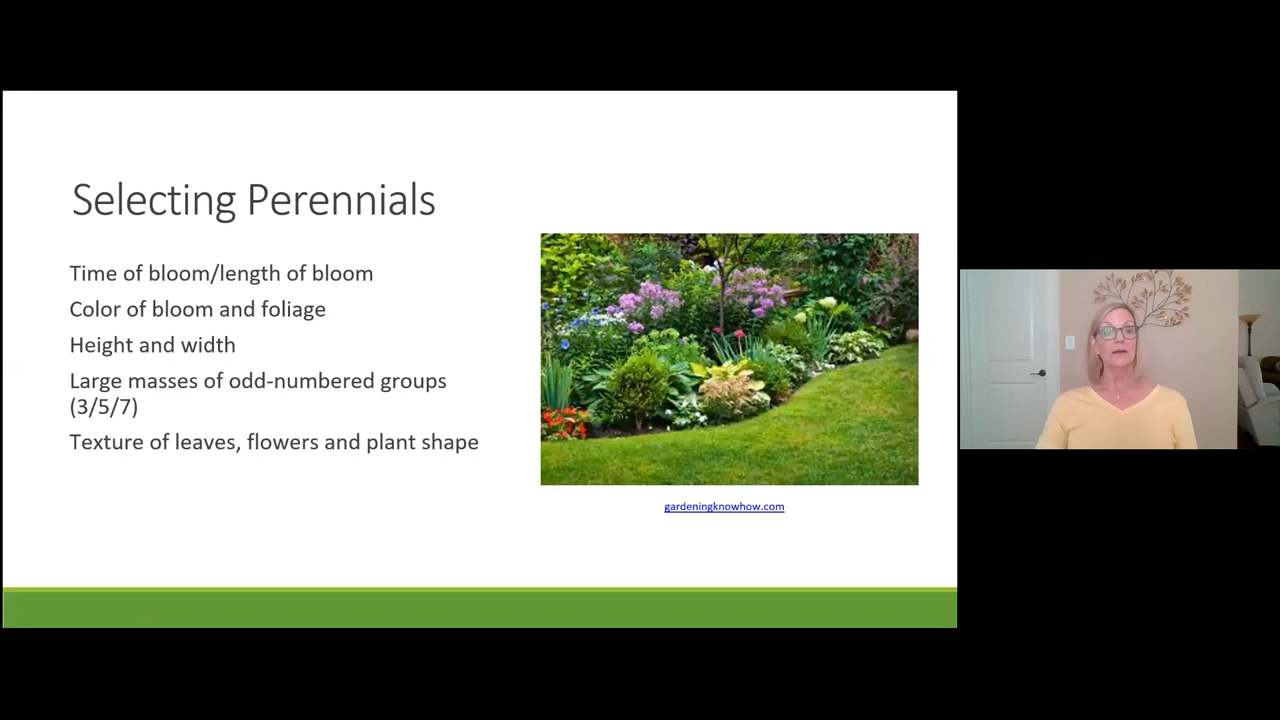 Selecting Perennials
Time of bloom/length of bloom
Color of bloom and foliage
Height and width
Large masses of odd-numbered groups
(3/5/7)
Texture of leaves, flowers and plant shape
gardeningknowhow.com